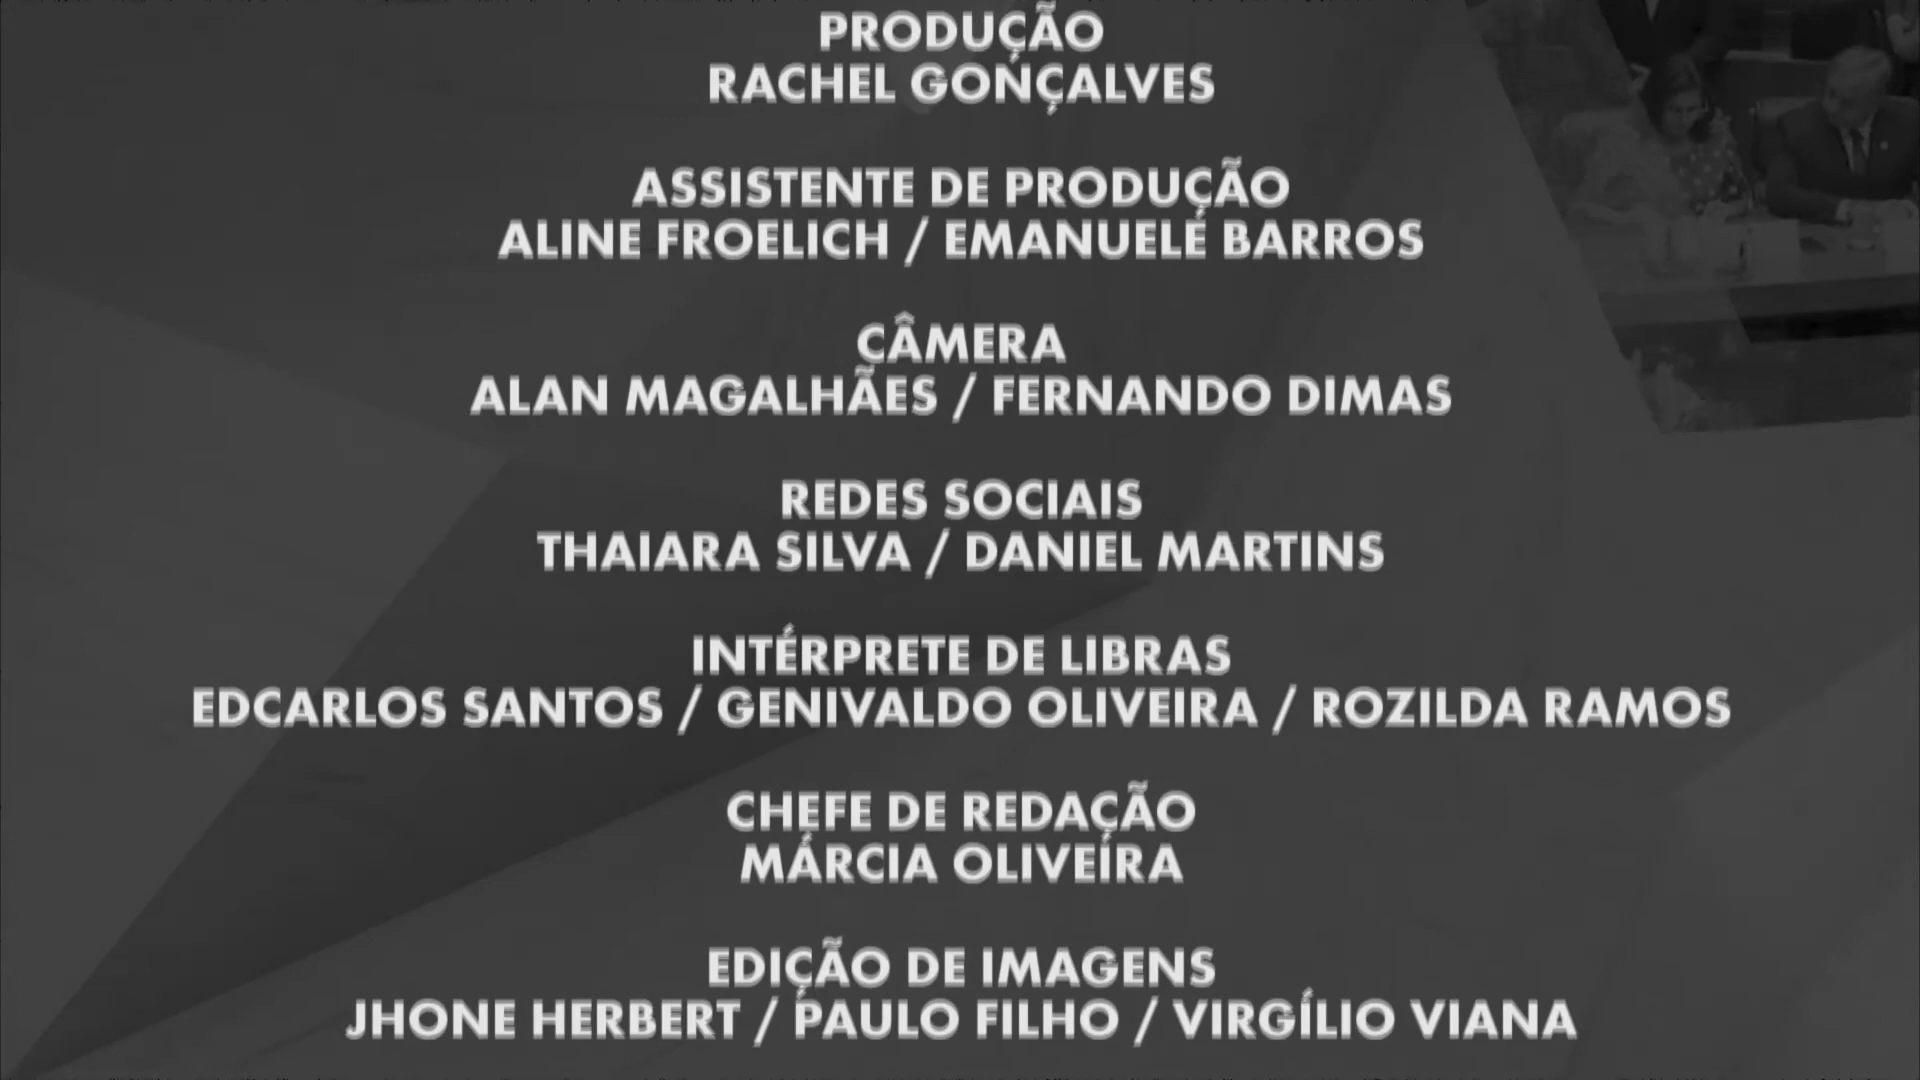 PRODUÇÃO
RACHEL GONÇALVES
ASSISTENTE DE PRODUÇÃO
ALINE FROELICH / EMANUELE BARROS
CÂMERA
ALAN MAGALHÃES / FERNANDO DIMAS
REDES SOCIAIS
THAIARA SILVA / DANIEL MARTINS
INTÉRPRETE DE LIBRAS
EDCARLOS SANTOS / GENIVALDO OLIVEIRA / ROZILDA RAMOS
CHEFE DE REDAÇÃO
MÁRCIA OLIVEIRA
EDIÇÃO DE IMAGENS
JHONE HERBERT / PAULO FILHO / VIRGÍLIO VIANA